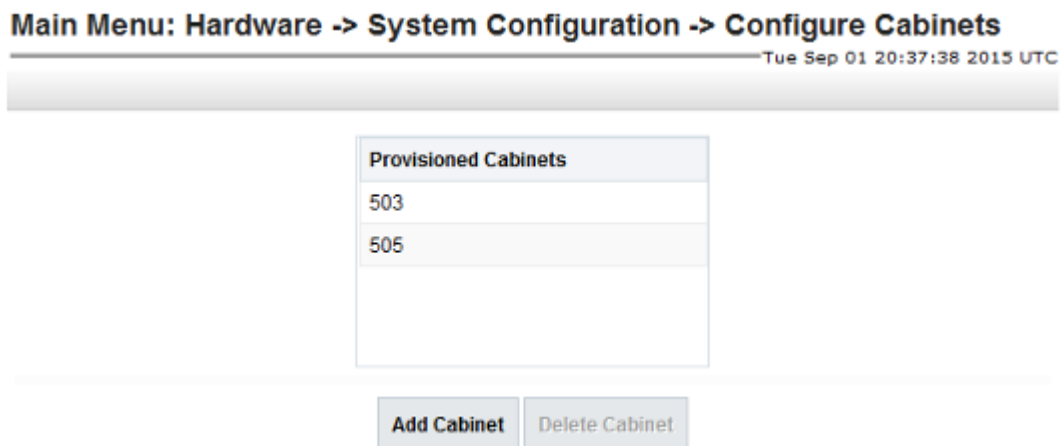 Main Menu: Hardware -> System Configuration -> Configure Cabinets
Tue Sep 01 20:37:38 2015 UTC
Provisioned Cabinets
503
505
Add Cabinet Delete Cabinet